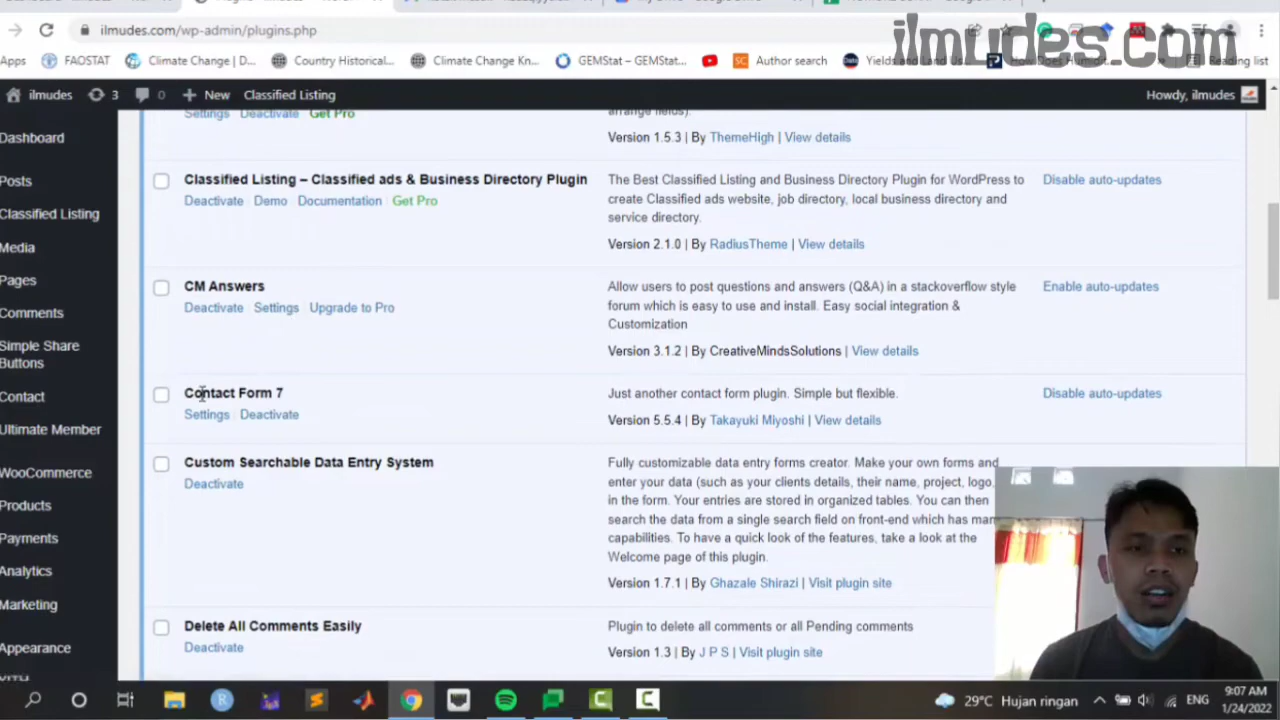 ilmudes.com/wp-admin/plugins.php
ilmudes.com
Apps FAOSTAT Climate Change | D... Country Historical... Climate Change Kn... GEMStat – GEMStat... Author search Yields and Land Us... How Does Humidi... Reading list
ilmudes 3 0 New Classified Listing Howdy, ilmudes
Dashboard
Posts
Classified Listing
Media
Pages
Comments
Simple Share
Buttons
Contact
Ultimate Member
WooCommerce
Products
Payments
Analytics
Marketing
Appearance
arrange fields).
Settings | Deactivate | Get Pro
Version 1.5.3 | By ThemeHigh | View details
Classified Listing – Classified ads & Business Directory Plugin
Deactivate | Demo | Documentation | Get Pro
The Best Classified Listing and Business Directory Plugin for WordPress to
create Classified ads website, job directory, local business directory and
service directory.
Version 2.1.0 | By RadiusTheme | View details
Disable auto-updates
CM Answers
Deactivate | Settings | Upgrade to Pro
Allow users to post questions and answers (Q&A) in a stackoverflow style
forum which is easy to use and install. Easy social integration &
Customization
Version 3.1.2 | By CreativeMindsSolutions | View details
Enable auto-updates
Contact Form 7
Settings | Deactivate
Just another contact form plugin. Simple but flexible.
Version 5.5.4 | By Takayuki Miyoshi | View details
Disable auto-updates
Custom Searchable Data Entry System
Deactivate
Fully customizable data entry forms creator. Make your own forms and
enter your data (such as your clients details, their name, project, logo,
in the form. Your entries are stored in organized tables. You can then
search the data from a single search field on front-end which has man
capabilities. To have a quick look of the features, take a look at the
Welcome page of this plugin.
Version 1.7.1 | By Ghazale Shirazi | Visit plugin site
Delete All Comments Easily
Deactivate
Plugin to delete all comments or all Pending comments
Version 1.3 | By J P S | Visit plugin site
29°C Hujan ringan ENG 9:07 AM
1/24/2022